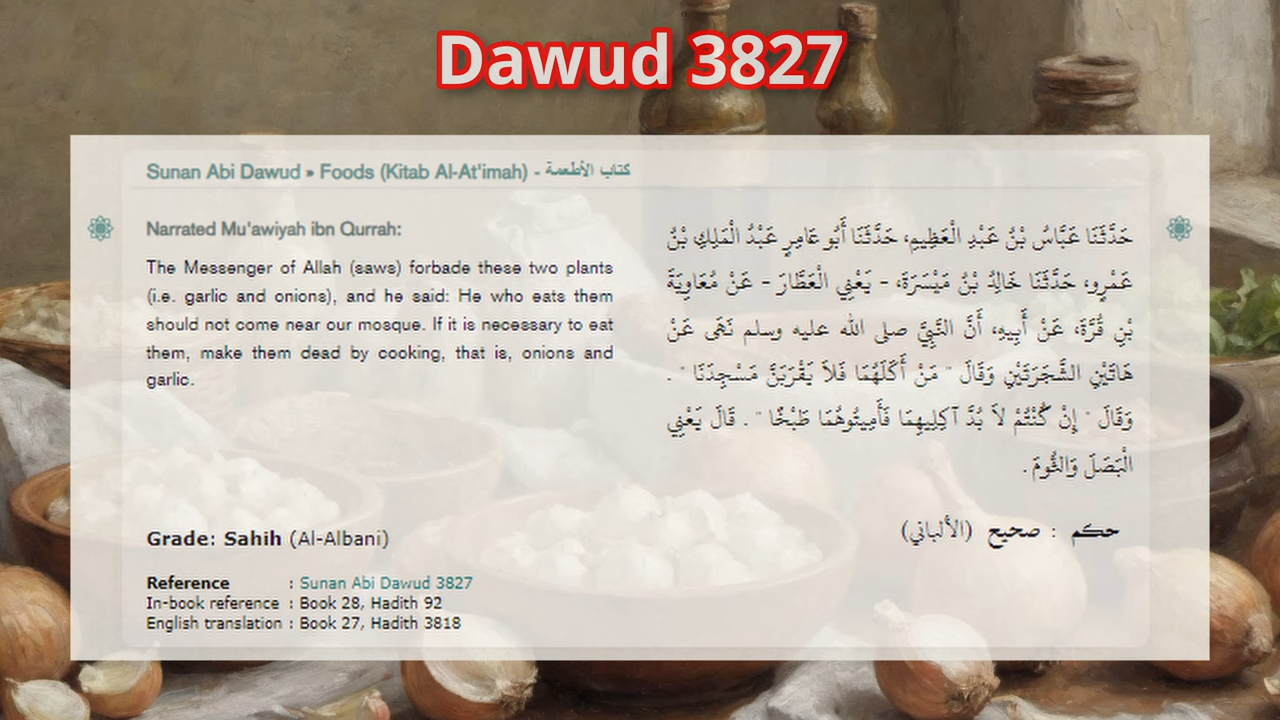 Dawud 3827
Sunan Abi Dawud » Foods (Kitab Al-At'imah) - كتاب الأطعمة
Narrated Mu'awiyah ibn Qurrah:
The Messenger of Allah (saws) forbade these two plants
(i.e. garlic and onions), and he said: He who eats them
should not come near our mosque. If it is necessary to eat
them, make them dead by cooking, that is, onions and
garlic.
حَدَّثَنَا عَبَّاسُ بْنُ عَبْدِ الْعَظِيمِ، حَدَّثَنَا أَبُو عَامِرٍ عَبْدُ الْمَلِكِ بْنُ
عَمْرٍو، حَدَّثَنَا خَالِدُ بْنُ مَيْسَرَةَ، - يَعْنِي الْعَطَّارَ - عَنْ مُعَاوِيَةَ
بْنِ قُرَّةَ، عَنْ أَبِيهِ، أَنَّ النَّبِيَّ صلى الله عليه وسلم نَهَى عَنْ
هَاتَيْنِ الشَّجَرَتَيْنِ وَقَالَ " مَنْ أَكَلَهُمَا فَلاَ يَقْرَبَنَّ مَسْجِدَنَا " .
وَقَالَ " إِنْ كُنْتُمْ لاَ بُدَّ آكِلِيهِمَا فَأَمِيتُوهُمَا طَبْخًا " . قَالَ يَعْنِي
الْبَصَلَ وَالثُّومَ .
Grade: Sahih (Al-Albani)
حكم : صحيح (الألباني)
Reference : Sunan Abi Dawud 3827
In-book reference : Book 28, Hadith 92
English translation : Book 27, Hadith 3818